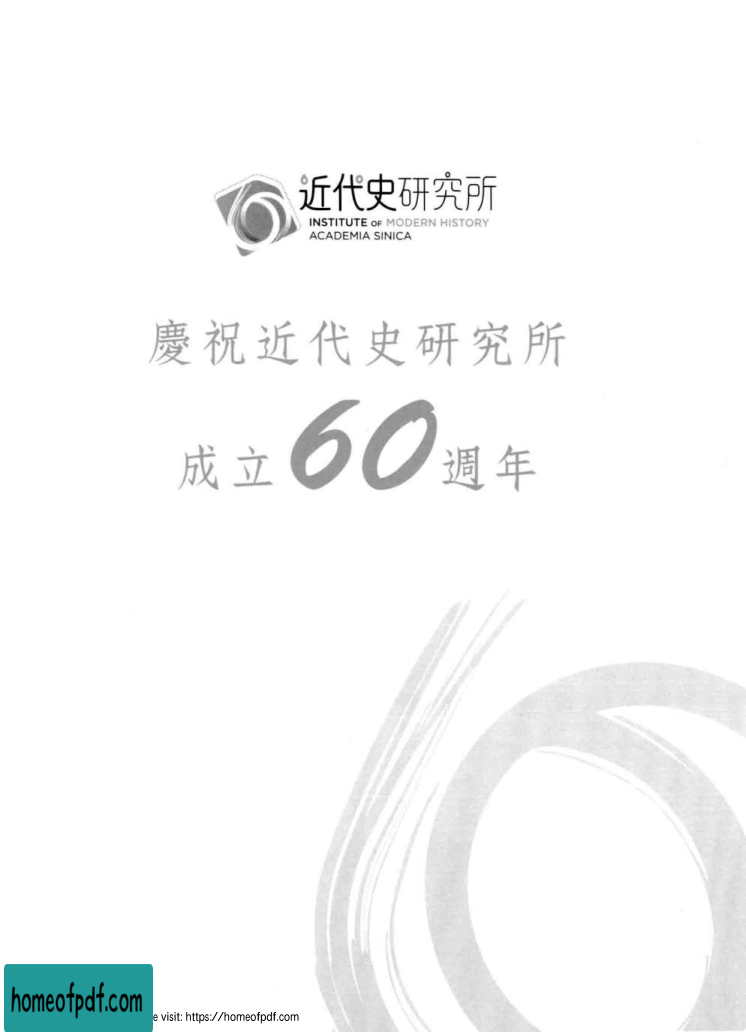 近代史研究所
INSTITUTE OF MODERN HISTORY
ACADEMIA SINICA
慶祝近代史研究所
成立60週年
homeofpdf.com
e visit: https://homeofpdf.com